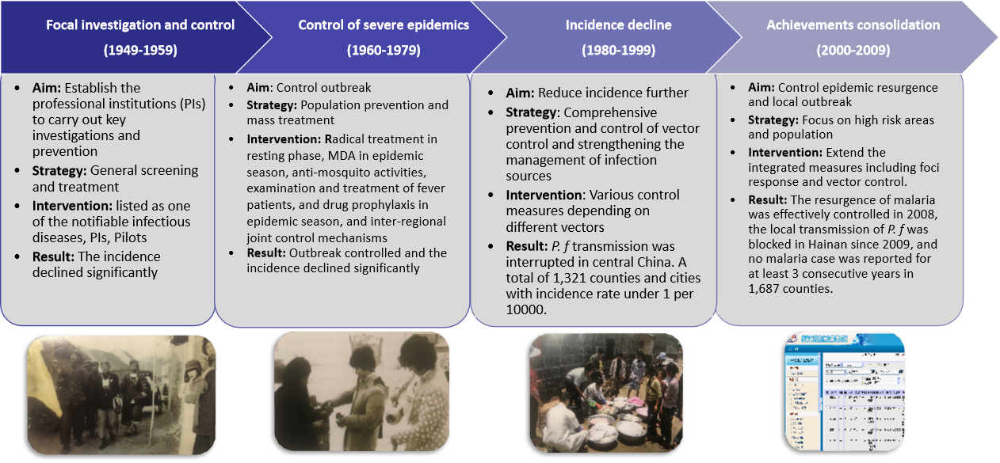 Focal investigation and control
(1949-1959)
Control of severe epidemics
(1960-1979)
Incidence decline
(1980-1999)
Achievements consolidation
(2000-2009)
• Aim: Establish the
professional institutions (PIs)
to carry out key
investigations and
prevention
• Strategy: General screening
and treatment
• Intervention: listed as one
of the notifiable infectious
diseases, PIs, Pilots
• Result: The incidence
declined significantly
• Aim: Control outbreak
• Strategy: Population prevention and
mass treatment
• Intervention: Radical treatment in
resting phase, MDA in epidemic
season, anti-mosquito activities,
examination and treatment of fever
patients, and drug prophylaxis in
epidemic season, and inter-regional
joint control mechanisms
• Result: Outbreak controlled and the
incidence declined significantly
• Aim: Reduce incidence further
• Strategy: Comprehensive
prevention and control of vector
control and strengthening the
management of infection
sources
• Intervention: Various control
measures depending on
different vectors
• Result: P. f transmission was
interrupted in central China. A
total of 1,321 counties and cities
with incidence rate under 1 per
10000.
• Aim: Control epidemic resurgence
and local outbreak
• Strategy: Focus on high risk areas
and population
• Intervention: Extend the
integrated measures including foci
response and vector control.
• Result: The resurgence of malaria
was effectively controlled in 2008,
the local transmission of P. f was
blocked in Hainan since 2009, and
no malaria case was reported for
at least 3 consecutive years in
1,687 counties.